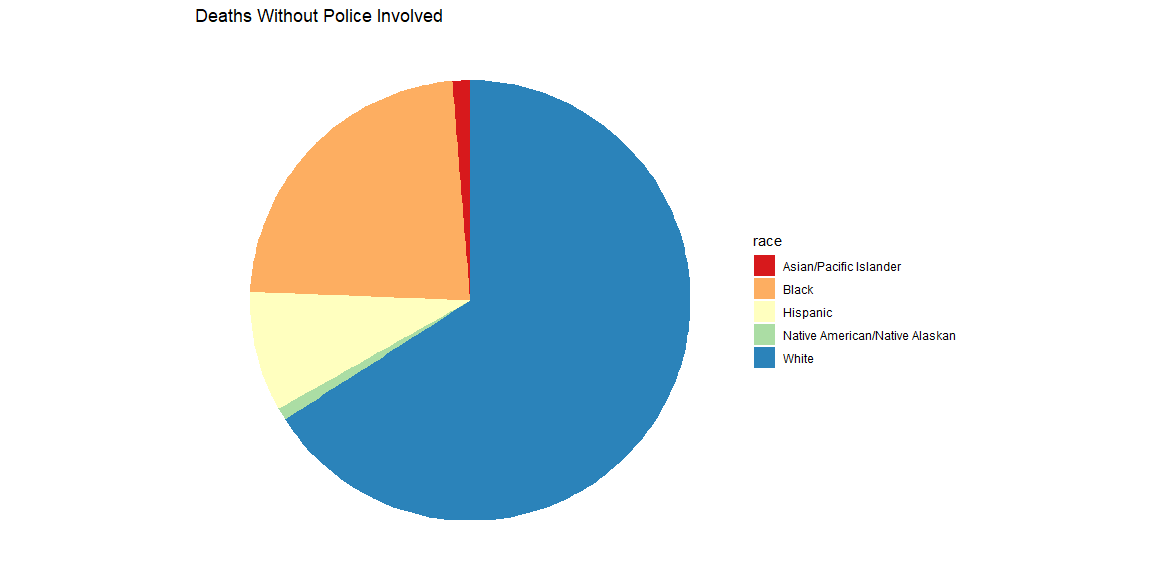 Deaths Without Police Involved
race
Asian/Pacific Islander
Black
Hispanic
Native American/Native Alaskan
White